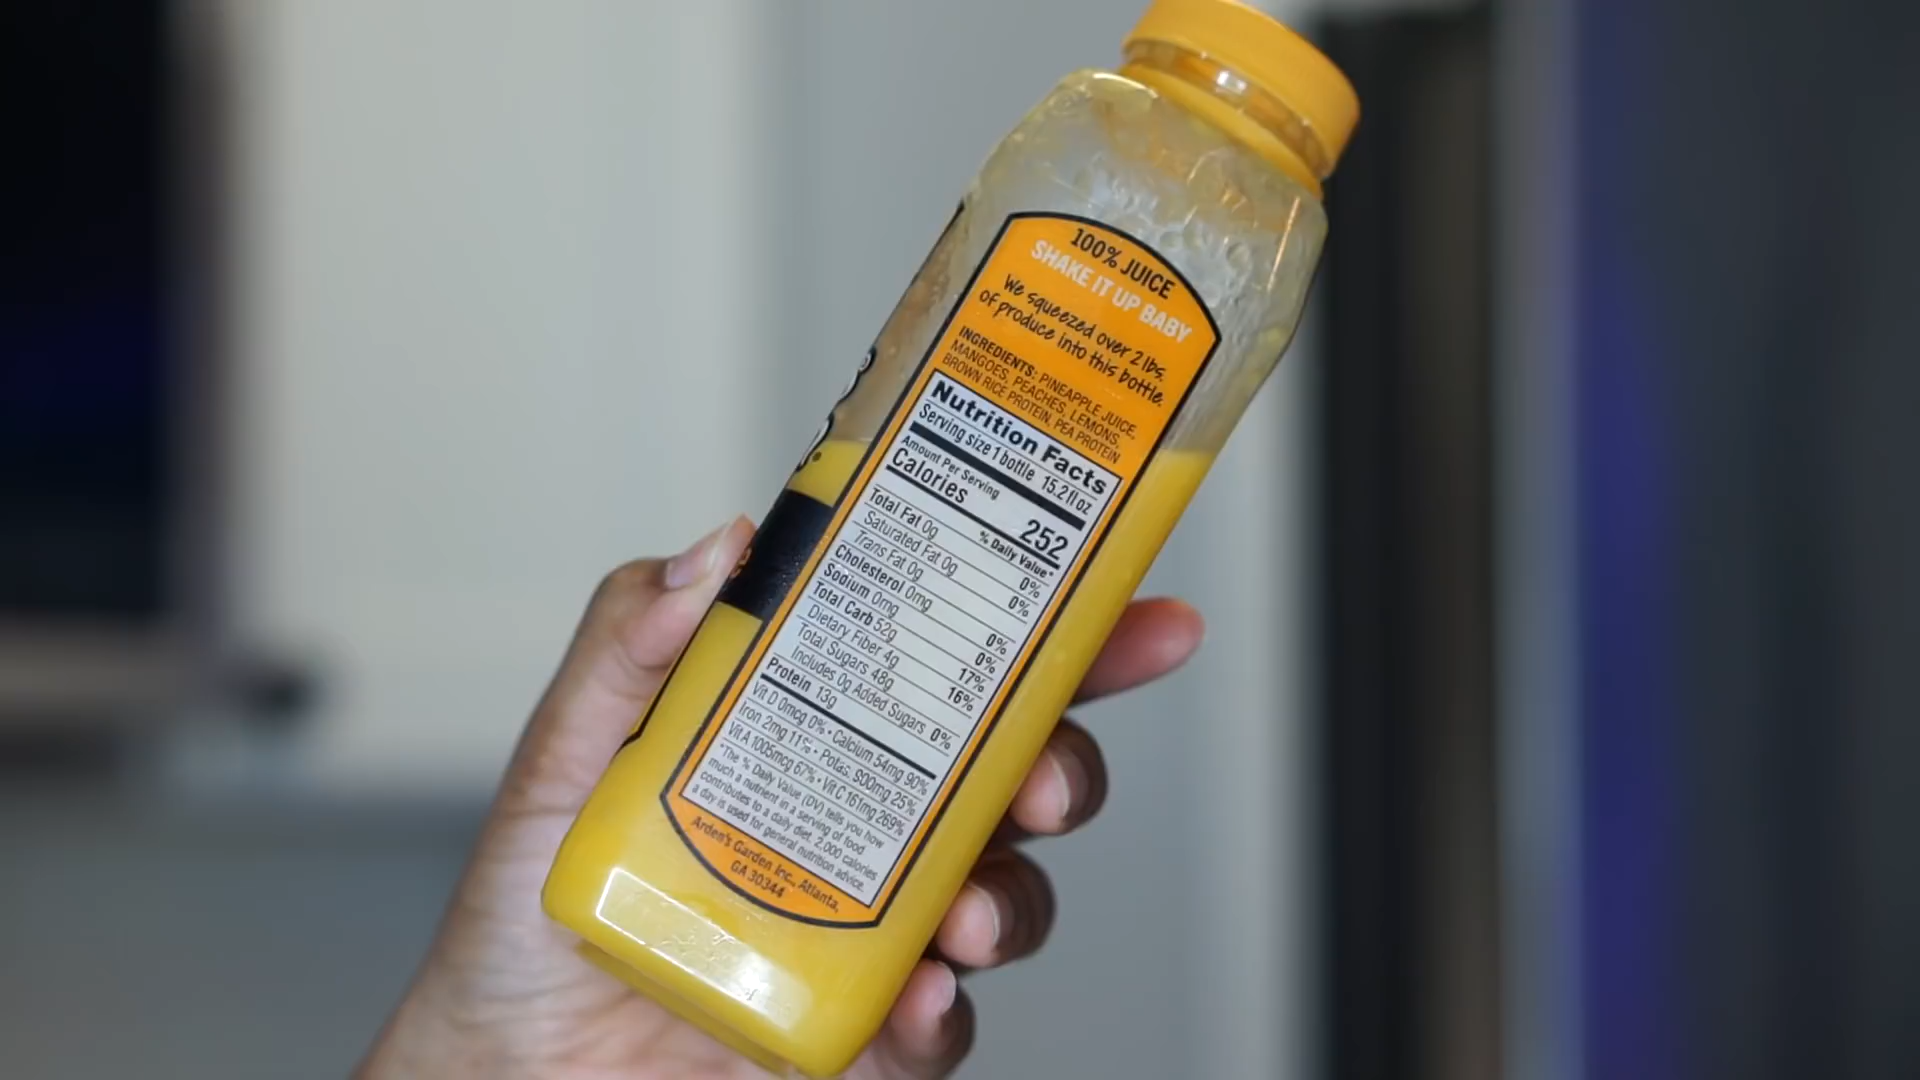 100% JUICE
SHAKE IT UP BABY
We squeezed over 2 lbs.
of produce into this bottle.
INGREDIENTS: PINEAPPLE JUICE,
MANGOES, PEACHES, LEMONS,
BROWN RICE PROTEIN, PEA PROTEIN
Nutrition Facts
Serving size 1 bottle 15.2 fl oz
Amount Per Serving
Calories 252
% Daily Value*
Total Fat 0g 0%
Saturated Fat 0g 0%
Trans Fat 0g
Cholesterol 0mg 0%
Sodium 0mg 0%
Total Carb 52g 17%
Dietary Fiber 4g 16%
Total Sugars 48g
Includes 0g Added Sugars 0%
Protein 13g
Vit D 0mcg 0% • Calcium 54mg 90%
Iron 2mg 11% • Potas. 900mg 25%
Vit A 1005mcg 67% • Vit C 161mg 269%
*The % Daily Value (DV) tells you how
much a nutrient in a serving of food
contributes to a daily diet. 2,000 calories
a day is used for general nutrition advice.
Arden's Garden Inc., Atlanta,
GA 30344